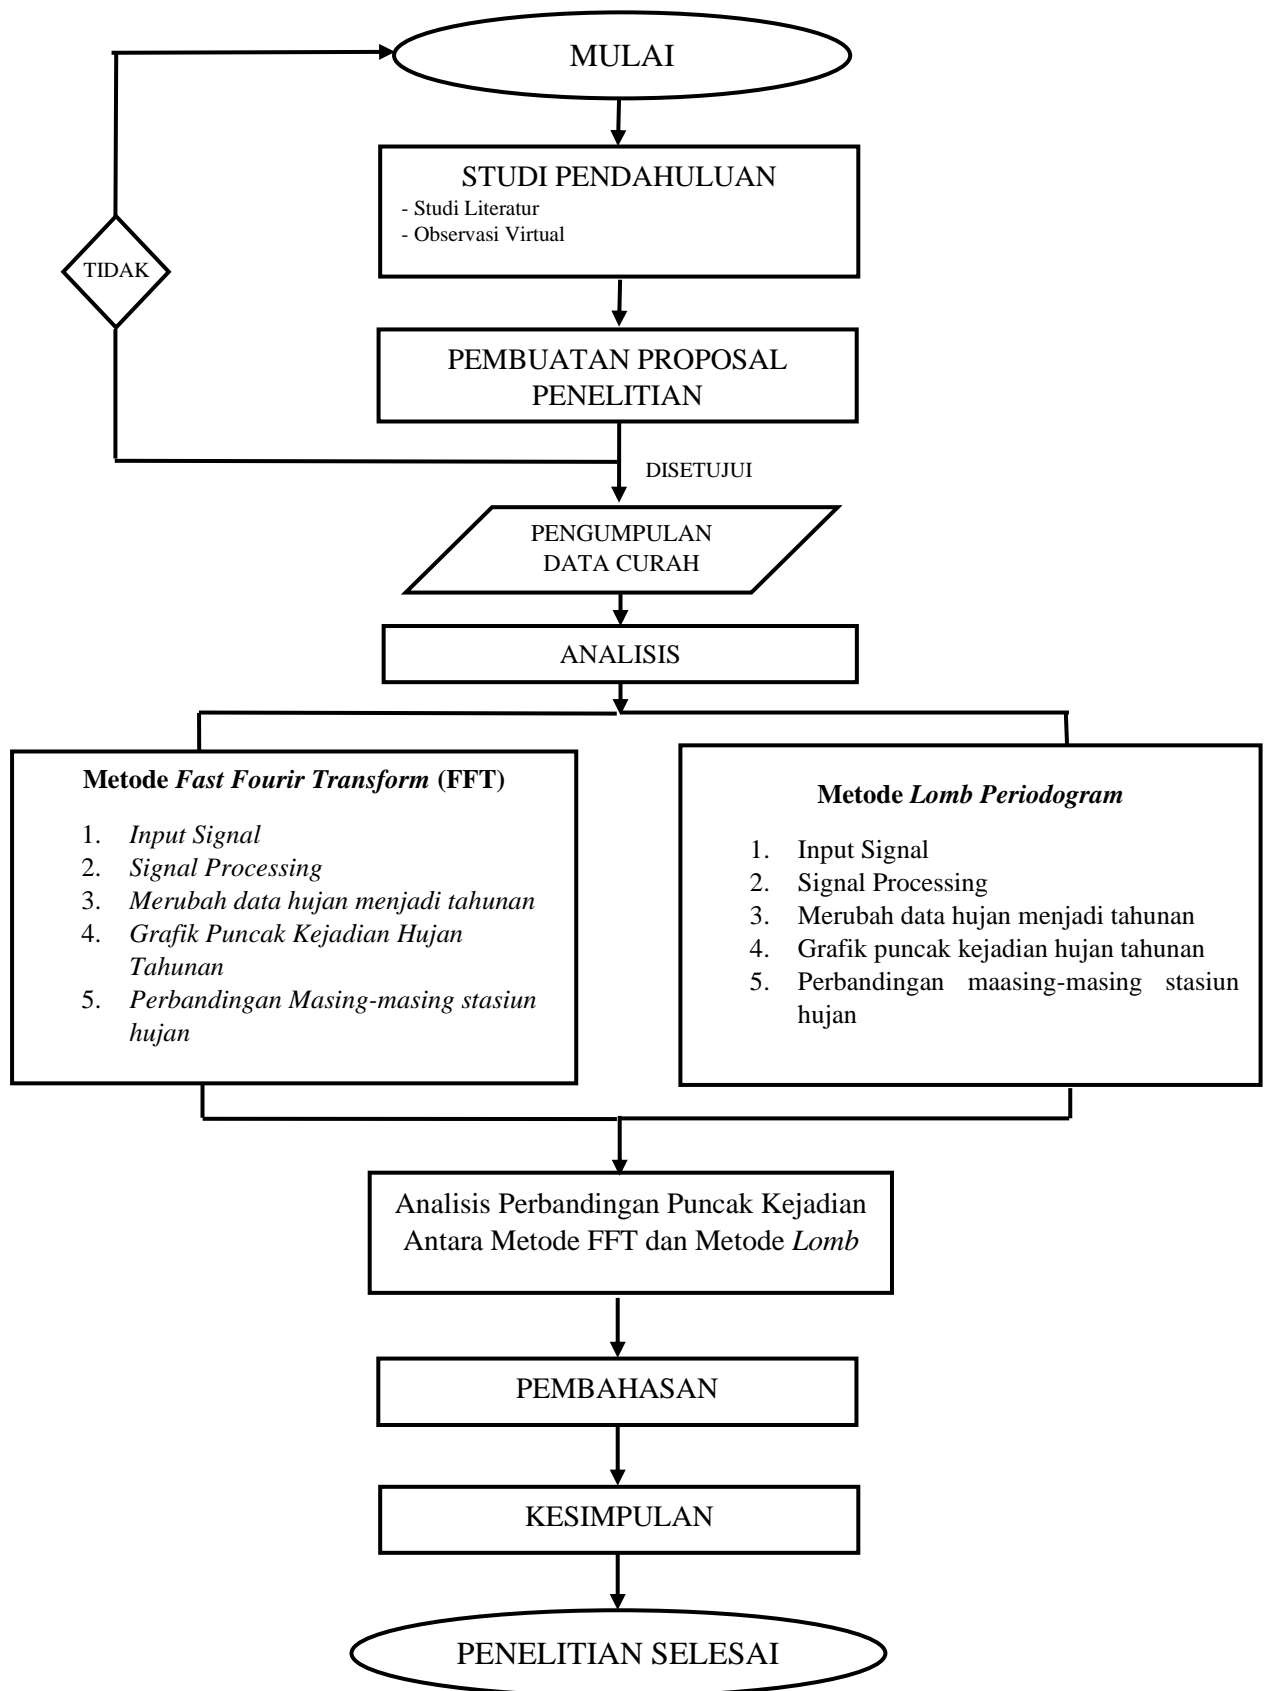 MULAI
STUDI PENDAHULUAN
- Studi Literatur
- Observasi Virtual
TIDAK
PEMBUATAN PROPOSAL
PENELITIAN
DISETUJUI
PENGUMPULAN
DATA CURAH
ANALISIS
Metode Fast Fourir Transform (FFT)
1. Input Signal
2. Signal Processing
3. Merubah data hujan menjadi tahunan
4. Grafik Puncak Kejadian Hujan
Tahunan
5. Perbandingan Masing-masing stasiun
hujan
Metode Lomb Periodogram
1. Input Signal
2. Signal Processing
3. Merubah data hujan menjadi tahunan
4. Grafik puncak kejadian hujan tahunan
5. Perbandingan maasing-masing stasiun
hujan
Analisis Perbandingan Puncak Kejadian
Antara Metode FFT dan Metode Lomb
PEMBAHASAN
KESIMPULAN
PENELITIAN SELESAI